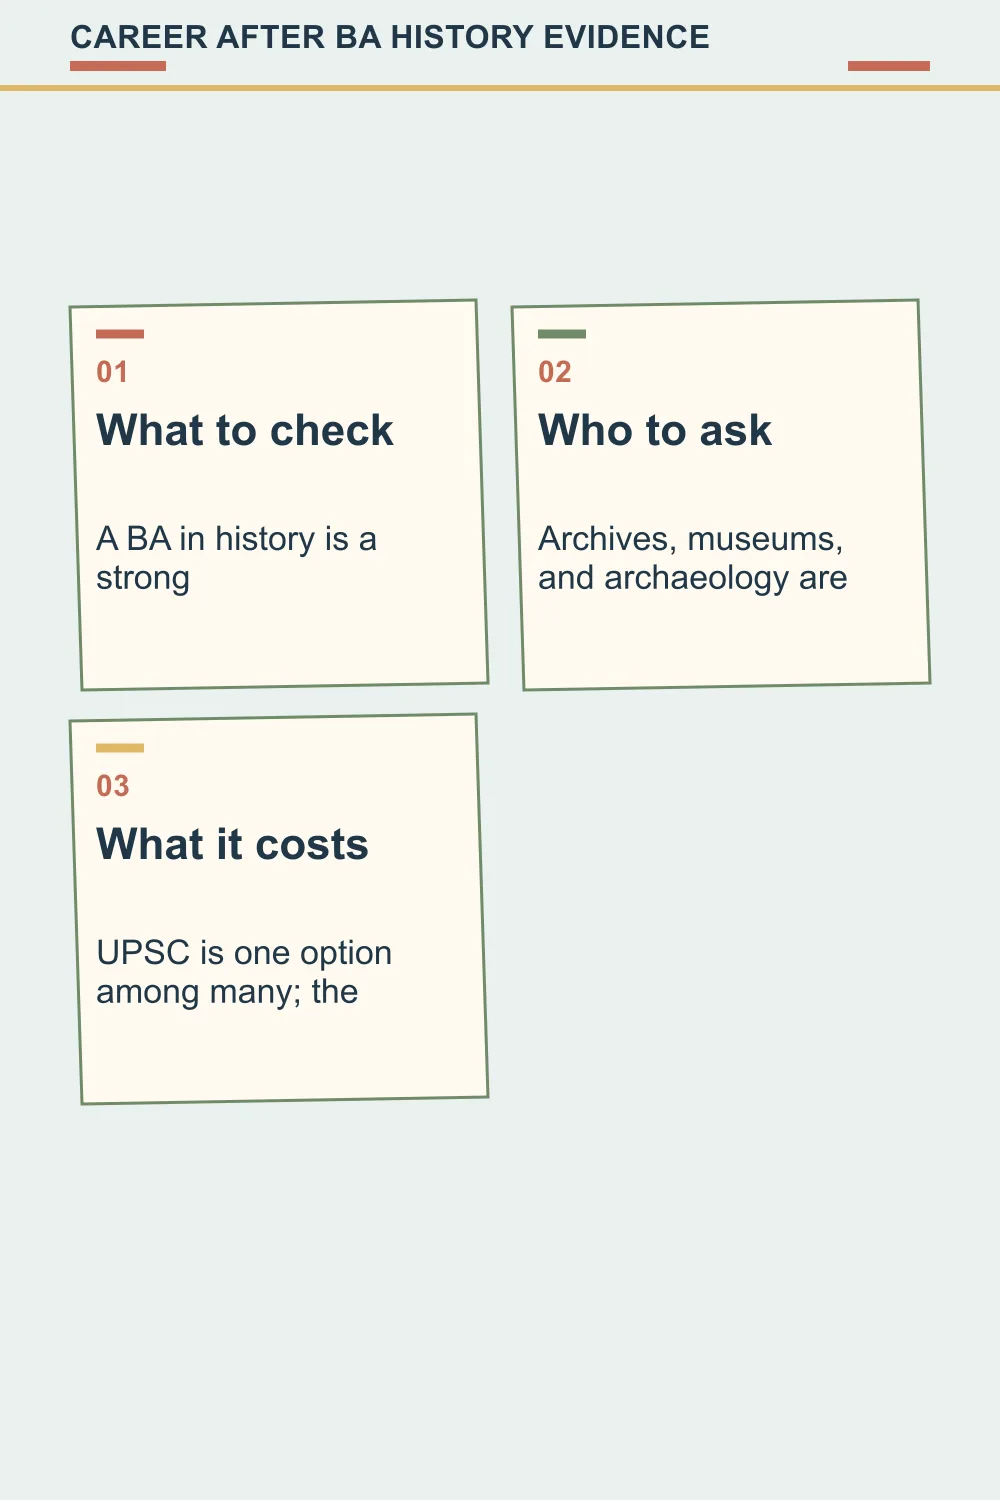 CAREER AFTER BA HISTORY EVIDENCE
01
What to check
A BA in history is a
strong
02
Who to ask
Archives, museums,
and archaeology are
03
What it costs
UPSC is one option
among many; the